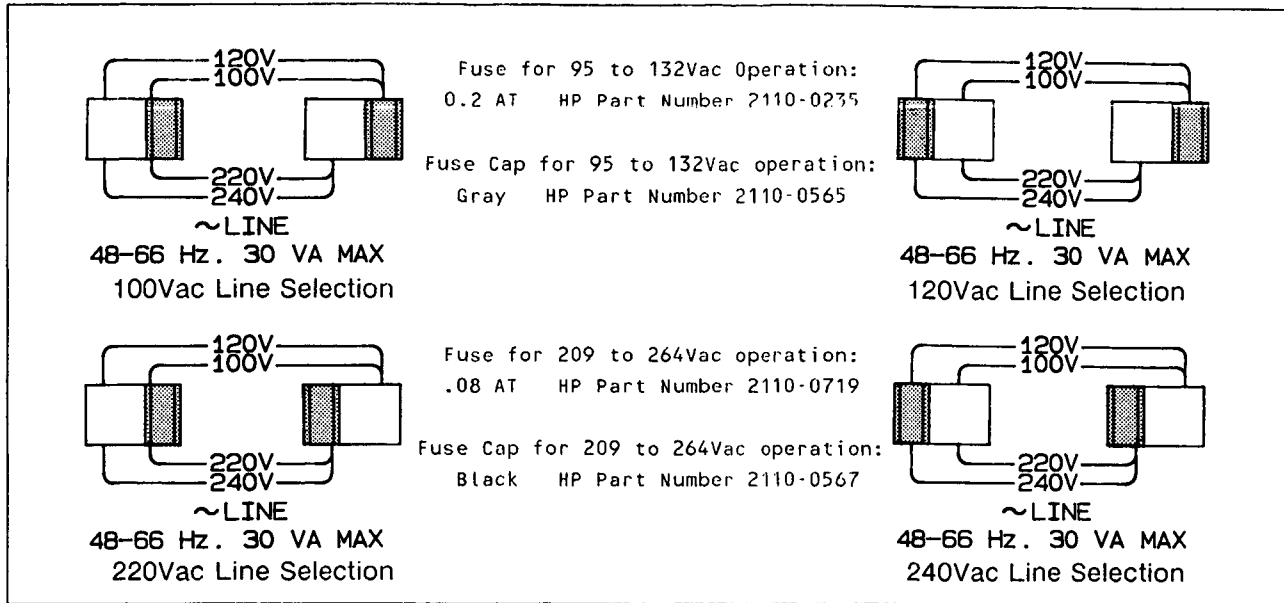 120V
100V
220V
240V
~LINE
48-66 Hz. 30 VA MAX
100Vac Line Selection
Fuse for 95 to 132Vac Operation:
0.2 AT HP Part Number 2110-0235
Fuse Cap for 95 to 132Vac operation:
Gray HP Part Number 2110-0565
120V
100V
220V
240V
~LINE
48-66 Hz. 30 VA MAX
120Vac Line Selection
120V
100V
220V
240V
~LINE
48-66 Hz. 30 VA MAX
220Vac Line Selection
Fuse for 209 to 264Vac operation:
.08 AT HP Part Number 2110-0719
Fuse Cap for 209 to 264Vac operation:
Black HP Part Number 2110-0567
120V
100V
220V
240V
~LINE
48-66 Hz. 30 VA MAX
240Vac Line Selection